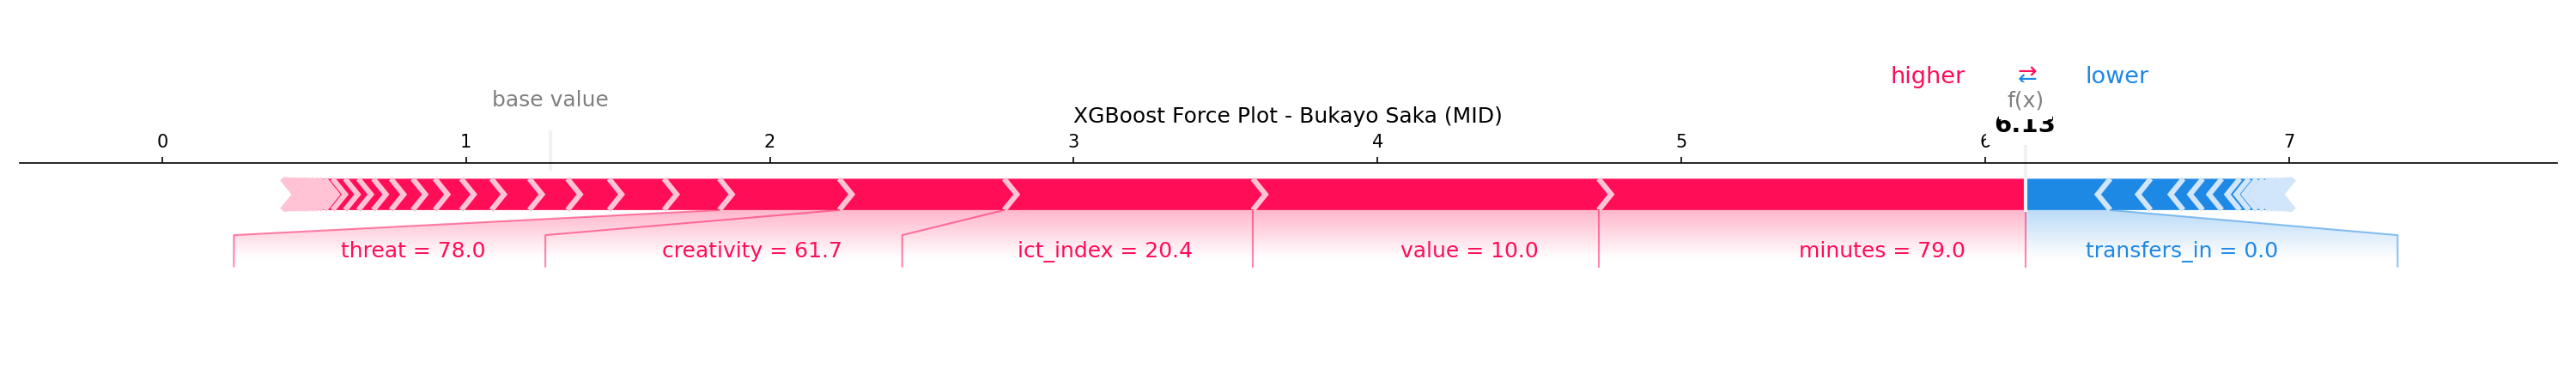 higher ⇄ lower
base value
f(x)
XGBoost Force Plot - Bukayo Saka (MID)
6.13
0 1 2 3 4 5 6 7
threat = 78.0 creativity = 61.7 ict_index = 20.4 value = 10.0 minutes = 79.0 transfers_in = 0.0